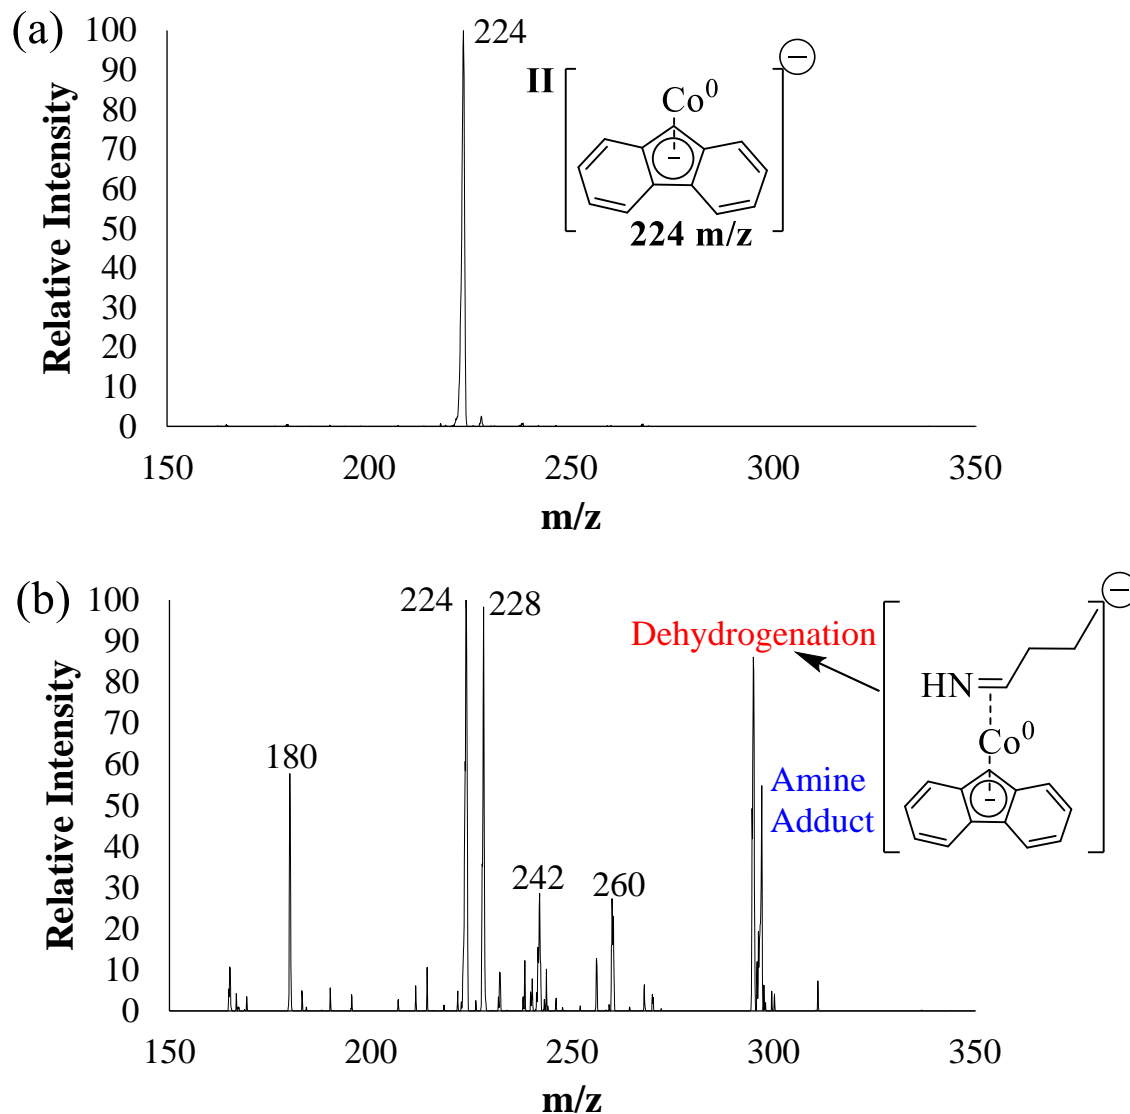 (a)
100
90
80
70
60
50
40
30
20
10
0
Relative Intensity
224
II
Co⁰
−
−
224 m/z
150 200 250 300 350
m/z
(b)
100
90
80
70
60
50
40
30
20
10
0
Relative Intensity
224 228
180
242 260
Dehydrogenation
Amine
Adduct
−
HN
Co⁰
−
150 200 250 300 350
m/z